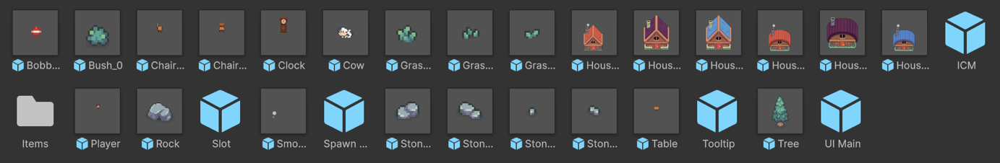 Bobb... Bush_0 Chair... Chair... Clock Cow Gras... Gras... Gras... Hous... Hous... Hous... Hous... Hous... Hous... ICM
Items Player Rock Slot Smo... Spawn ... Ston... Ston... Ston... Ston... Table Tooltip Tree UI Main